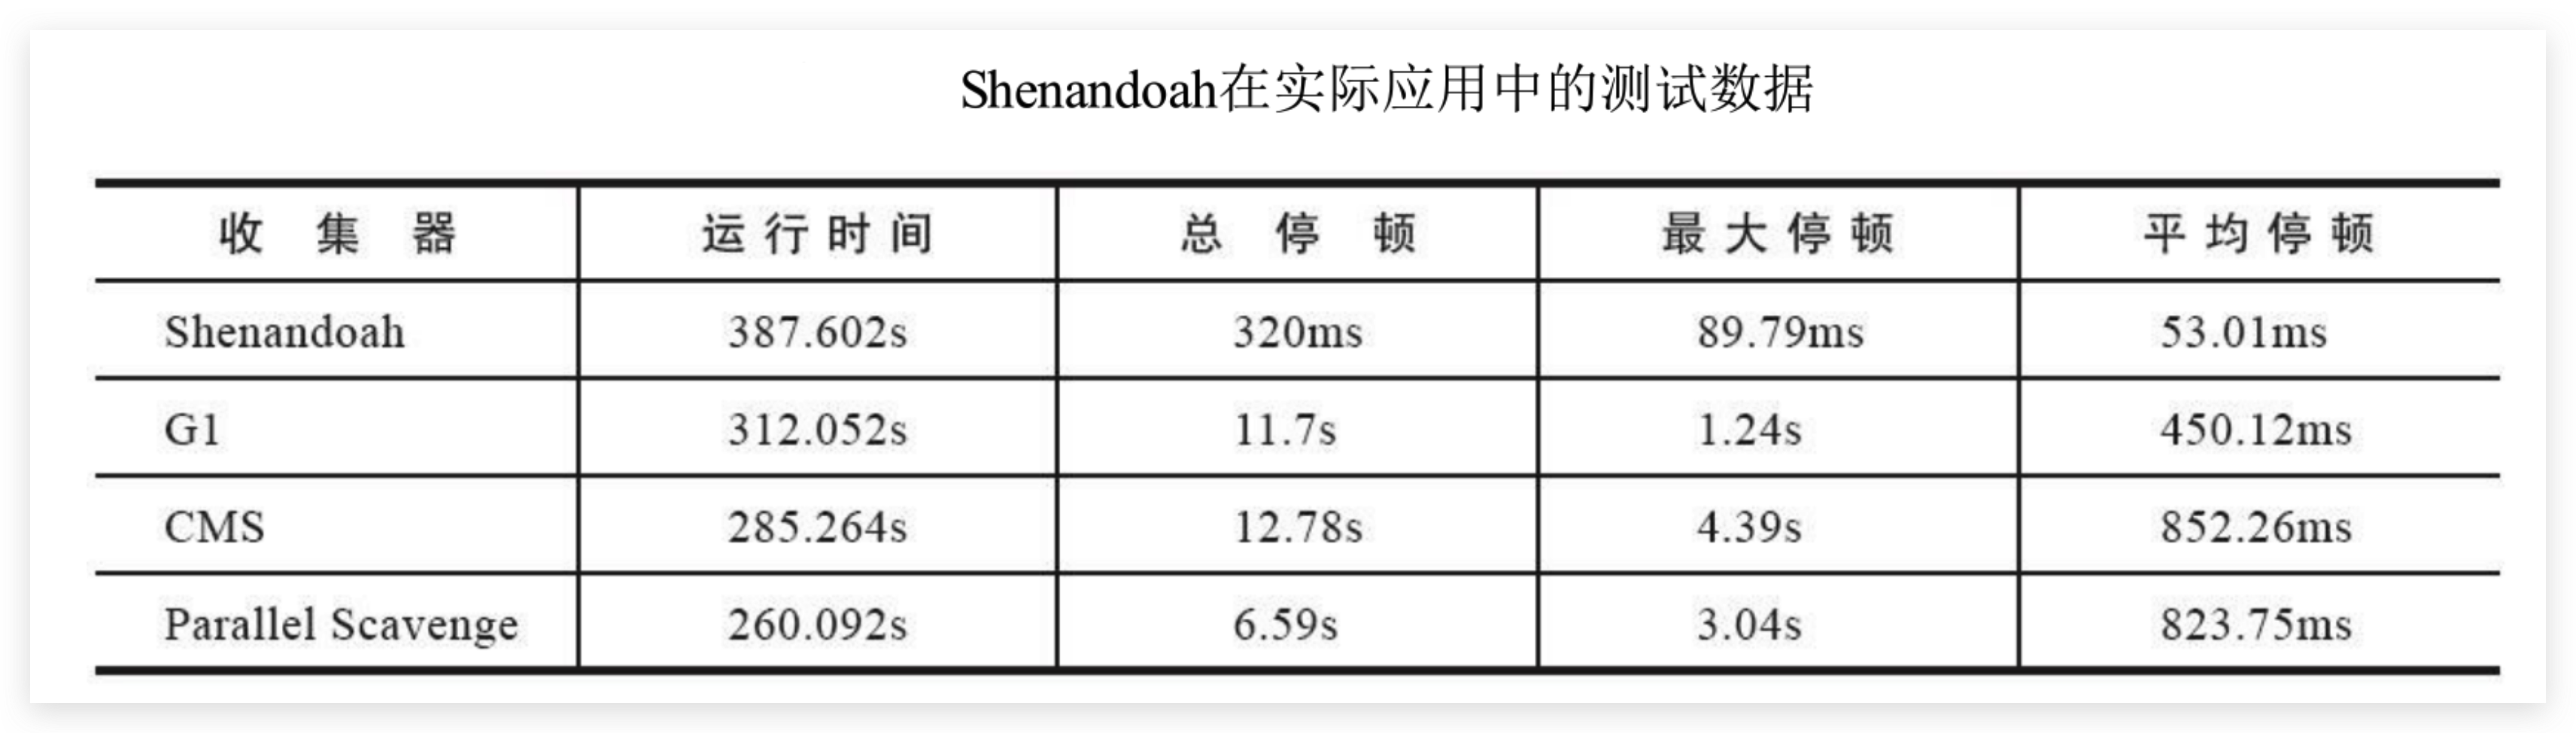 Shenandoah在实际应用中的测试数据
收集器 运行时间 总停顿 最大停顿 平均停顿
Shenandoah 387.602s 320ms 89.79ms 53.01ms
G1 312.052s 11.7s 1.24s 450.12ms
CMS 285.264s 12.78s 4.39s 852.26ms
Parallel Scavenge 260.092s 6.59s 3.04s 823.75ms